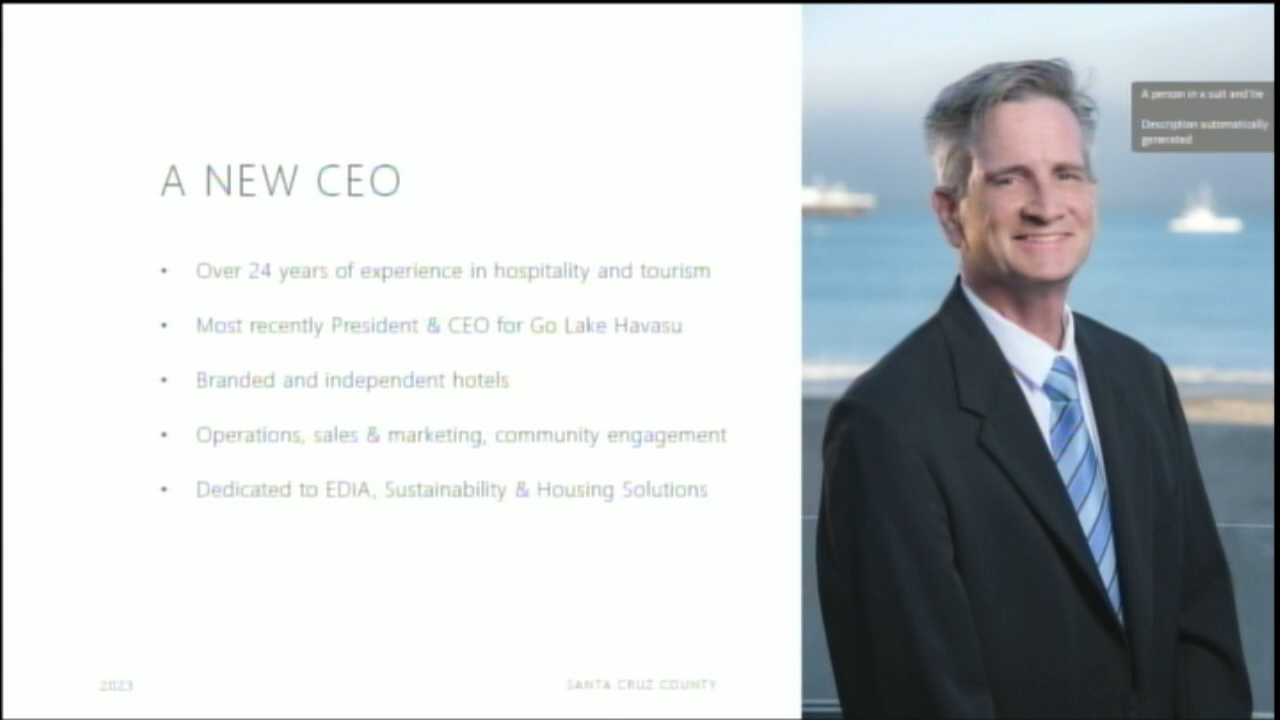 A NEW CEO
• Over 24 years of experience in hospitality and tourism
• Most recently President & CEO for Go Lake Havasu
• Branded and independent hotels
• Operations, sales & marketing, community engagement
• Dedicated to EDIA, Sustainability & Housing Solutions
2023
SANTA CRUZ COUNTY
A person in a suit and tie
Description automatically
generated